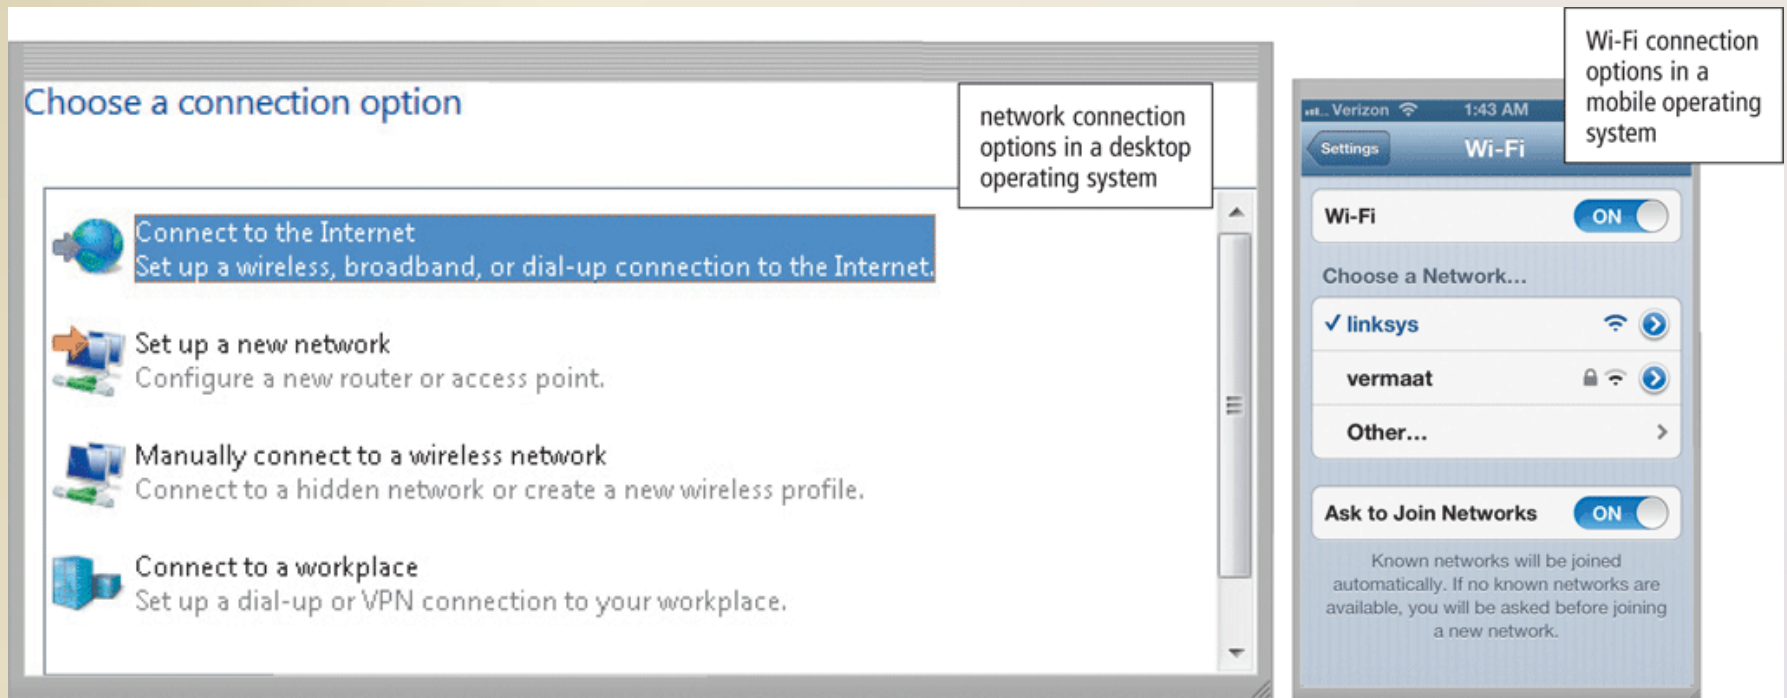 Choose a connection option
network connection
options in a desktop
operating system
Connect to the Internet
Set up a wireless, broadband, or dial-up connection to the Internet.
Set up a new network
Configure a new router or access point.
Manually connect to a wireless network
Connect to a hidden network or create a new wireless profile.
Connect to a workplace
Set up a dial-up or VPN connection to your workplace.
Wi-Fi connection
options in a
mobile operating
system
Verizon 1:43 AM
Settings Wi-Fi
Wi-Fi ON
Choose a Network...
✓ linksys
vermaat
Other...
Ask to Join Networks ON
Known networks will be joined
automatically. If no known networks are
available, you will be asked before joining
a new network.